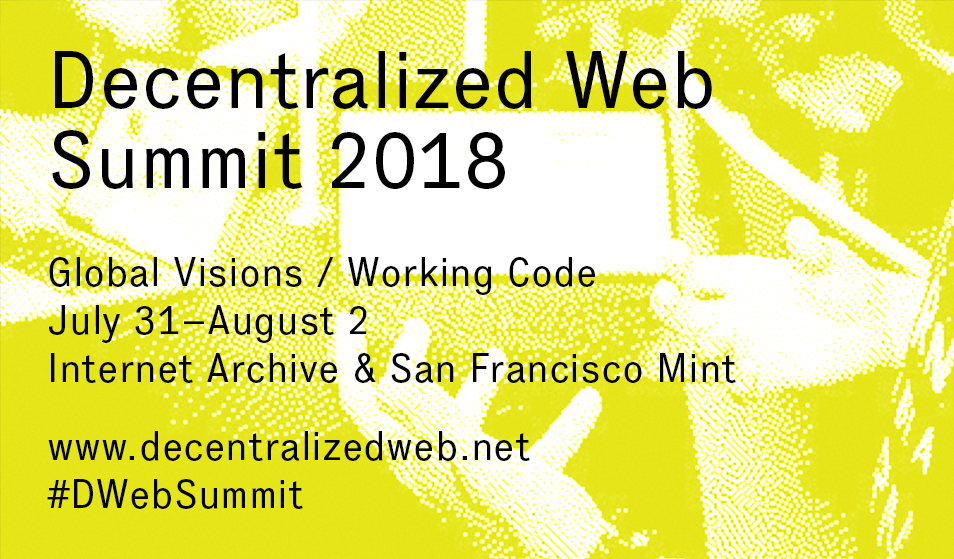 Decentralized Web
Summit 2018
Global Visions / Working Code
July 31–August 2
Internet Archive & San Francisco Mint
www.decentralizedweb.net
#DWebSummit